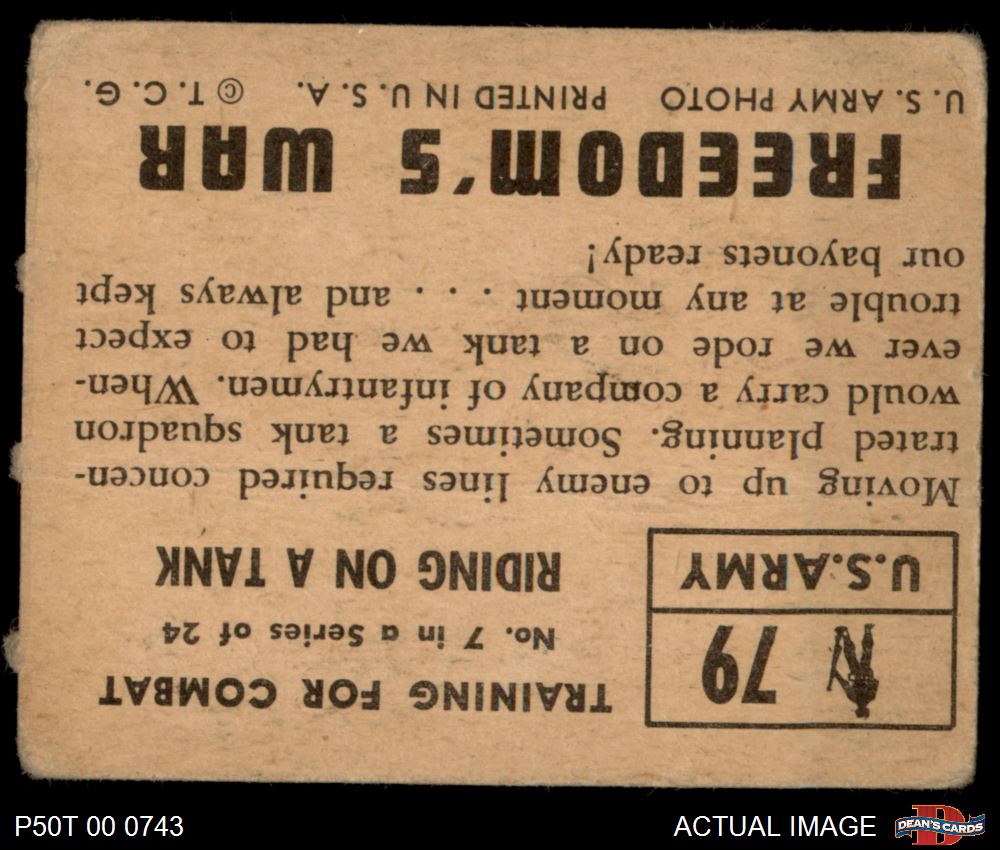 79
U.S.ARMY
TRAINING FOR COMBAT
No. 7 in a Series of 24
RIDING ON A TANK
Moving up to enemy lines required concen-
trated planning. Sometimes a tank squadron
would carry a company of infantrymen. When-
ever we rode on a tank we had to expect
trouble at any moment . . . and always kept
our bayonets ready!
FREEDOM'S WAR
U. S. ARMY PHOTO PRINTED IN U. S. A. © T. C. G.
P50T 00 0743
ACTUAL IMAGE
DEAN'S CARDS